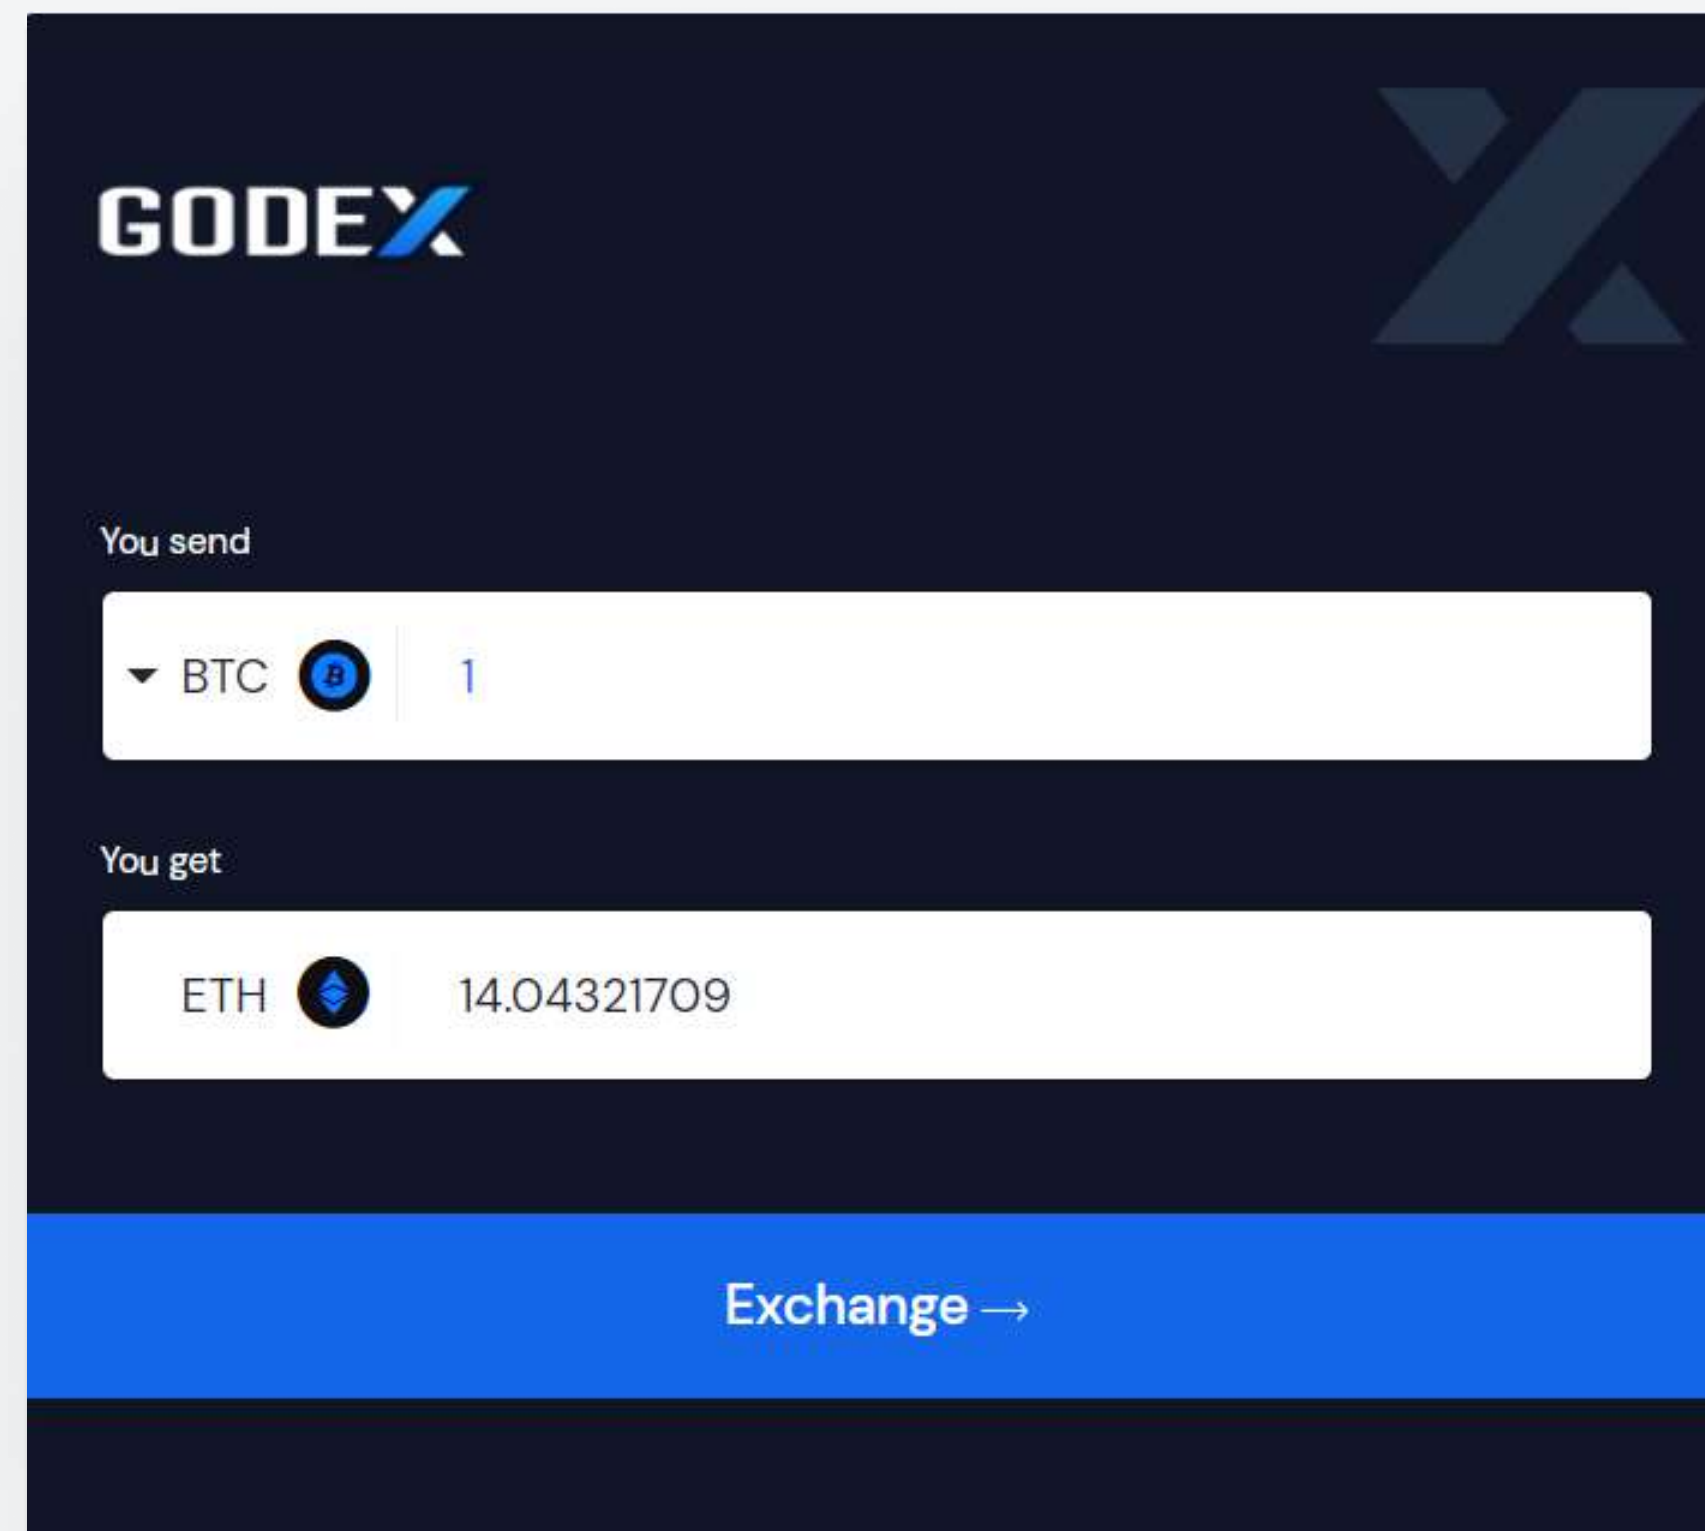 GODEX
You send
BTC 1
You get
ETH 14.04321709
Exchange →